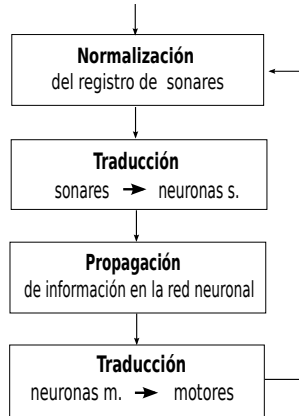 Normalización
del registro de sonares
Traducción
sonares → neuronas s.
Propagación
de información en la red neuronal
Traducción
neuronas m. → motores